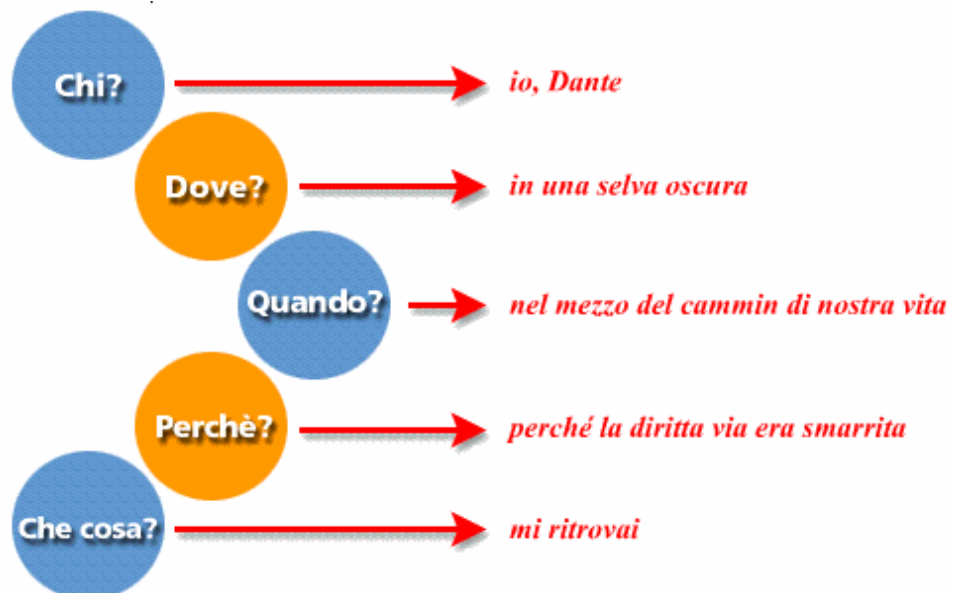 Chi? io, Dante
Dove? in una selva oscura
Quando? nel mezzo del cammin di nostra vita
Perchè? perché la diritta via era smarrita
Che cosa? mi ritrovai